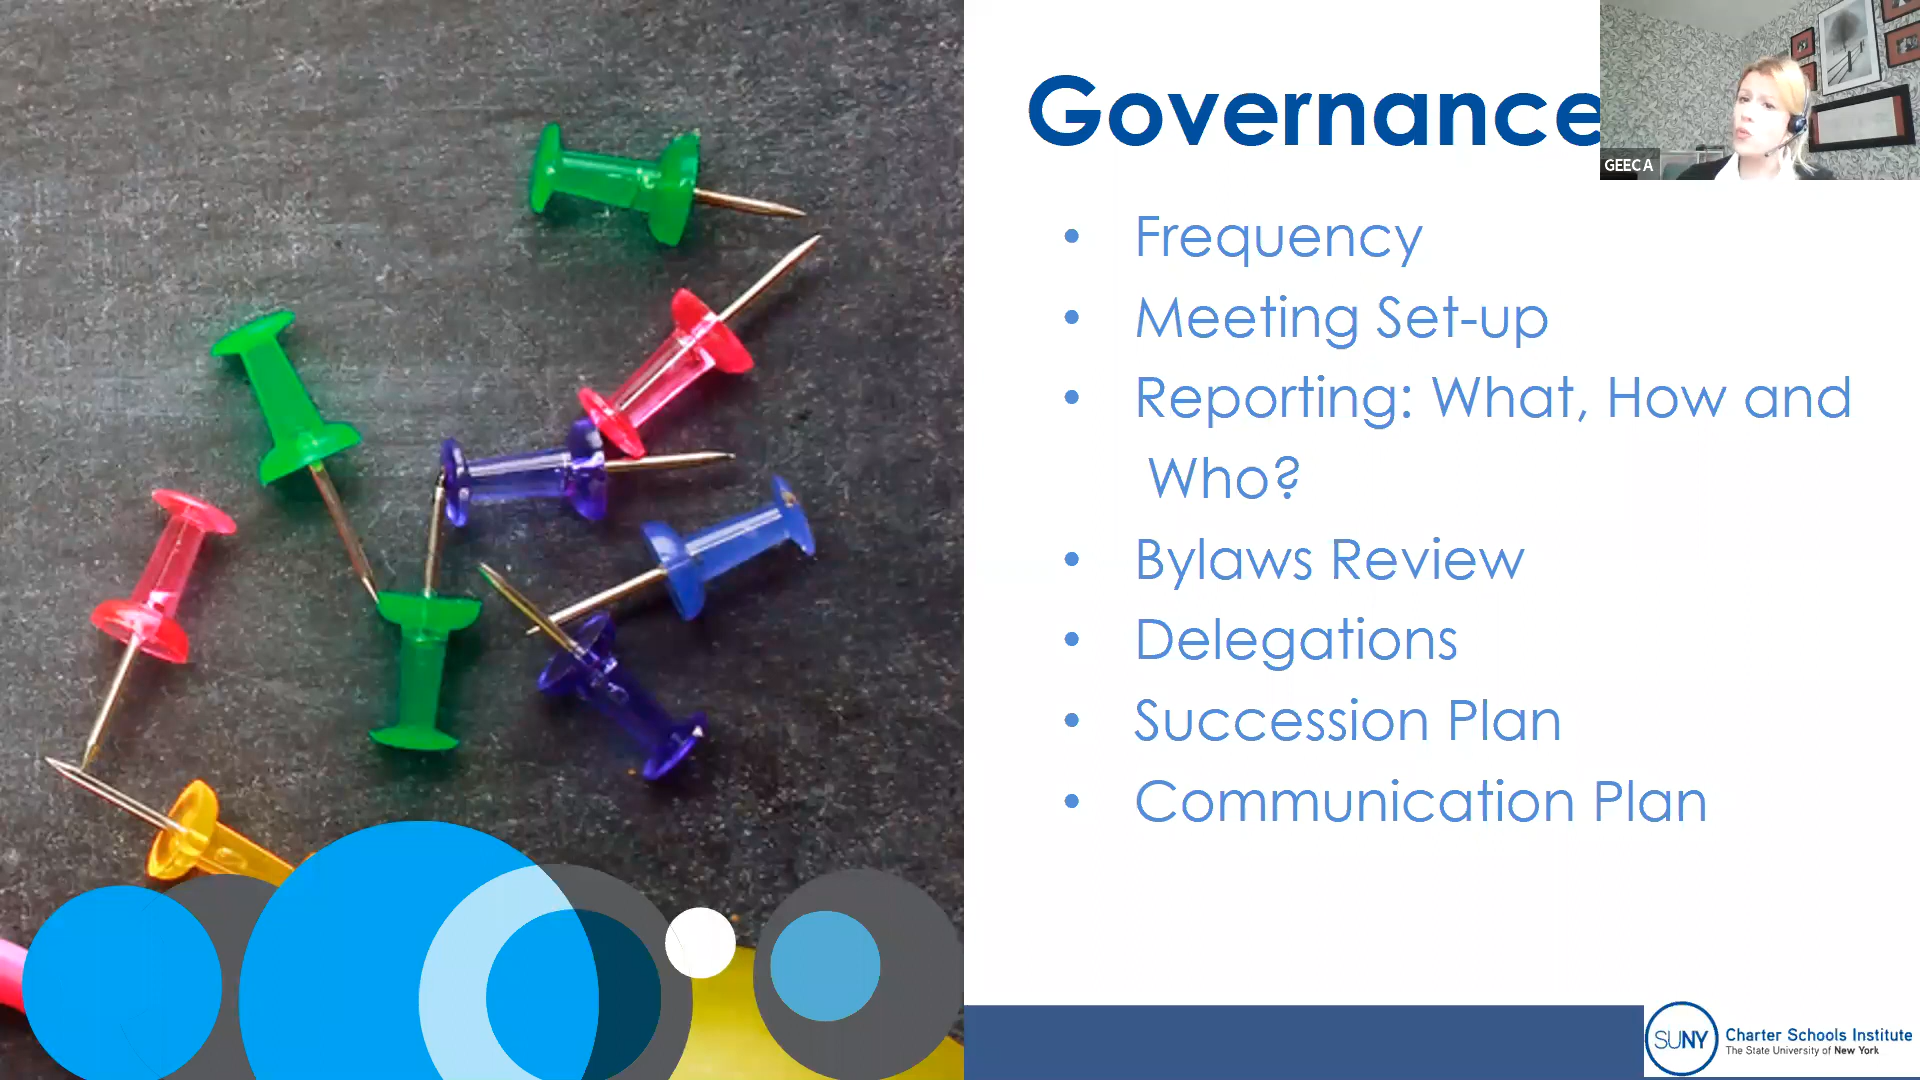 Governance
GEECA
• Frequency
• Meeting Set-up
• Reporting: What, How and
Who?
• Bylaws Review
• Delegations
• Succession Plan
• Communication Plan
SUNY
Charter Schools Institute
The State University of New York